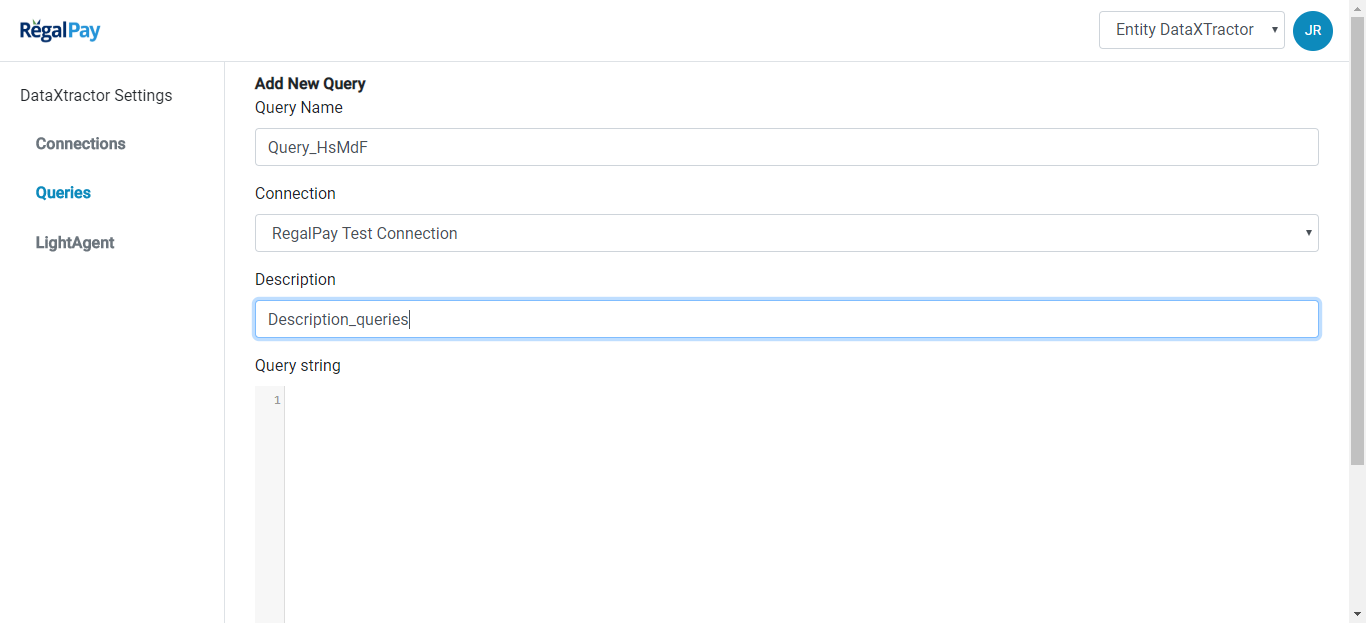 RegalPay
Entity DataXTractor
JR
DataXtractor Settings
Connections
Queries
LightAgent
Add New Query
Query Name
Query_HsMdF
Connection
RegalPay Test Connection
Description
Description_queries
Query string
1